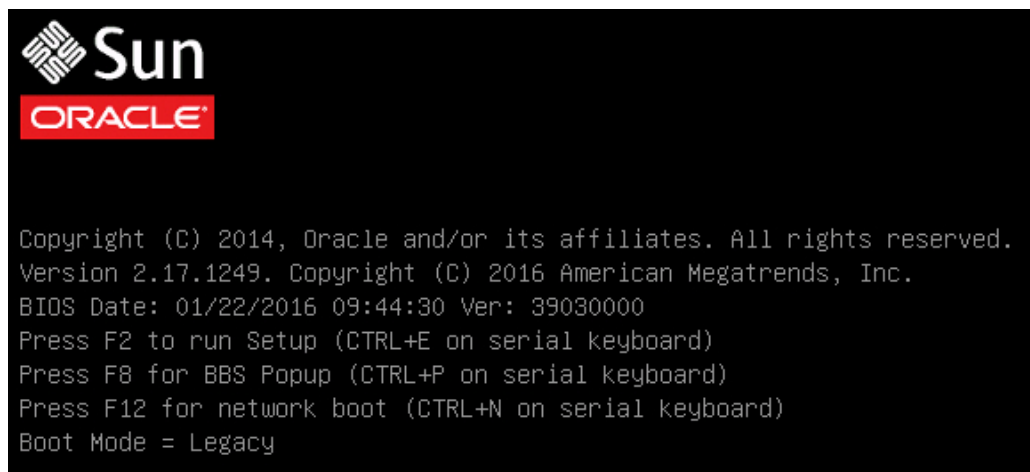 Sun
ORACLE
Copyright (C) 2014, Oracle and/or its affiliates. All rights reserved.
Version 2.17.1249. Copyright (C) 2016 American Megatrends, Inc.
BIOS Date: 01/22/2016 09:44:30 Ver: 39030000
Press F2 to run Setup (CTRL+E on serial keyboard)
Press F8 for BBS Popup (CTRL+P on serial keyboard)
Press F12 for network boot (CTRL+N on serial keyboard)
Boot Mode = Legacy